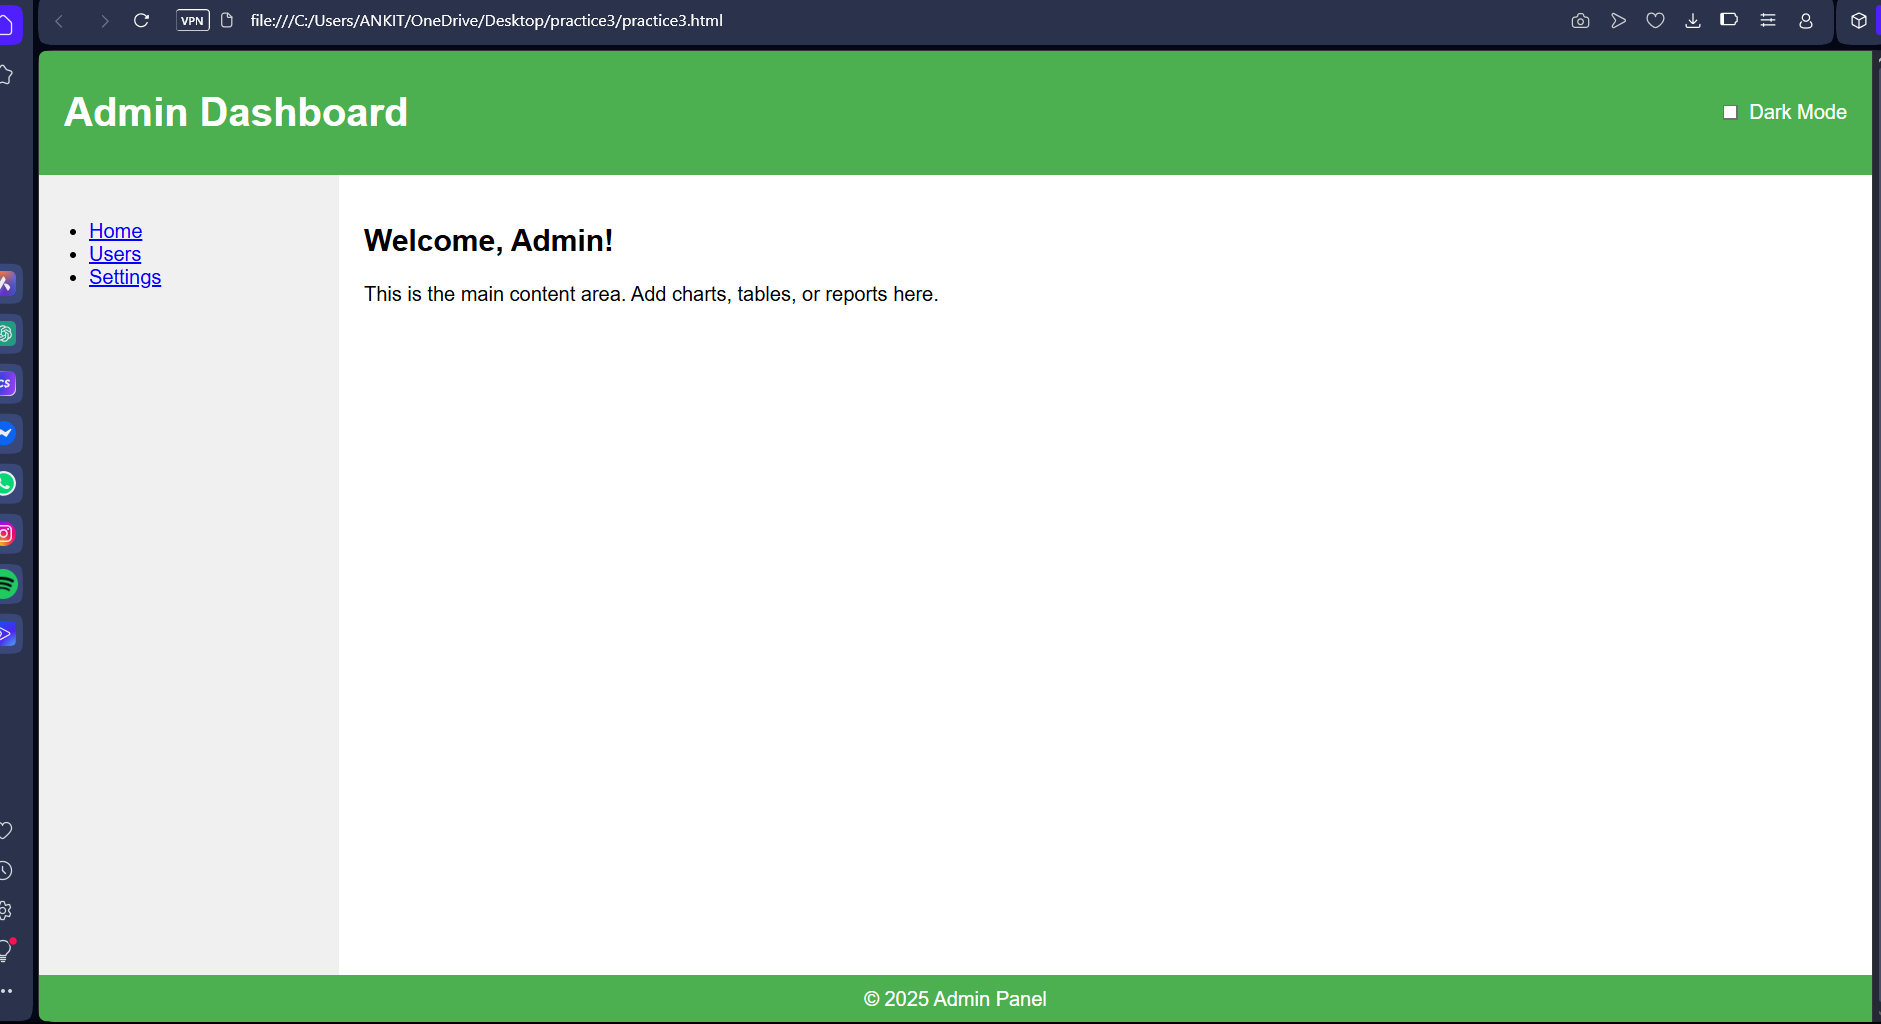 VPN file:///C:/Users/ANKIT/OneDrive/Desktop/practice3/practice3.html
Admin Dashboard
Dark Mode
Home
Users
Settings
Welcome, Admin!
This is the main content area. Add charts, tables, or reports here.
CS
© 2025 Admin Panel